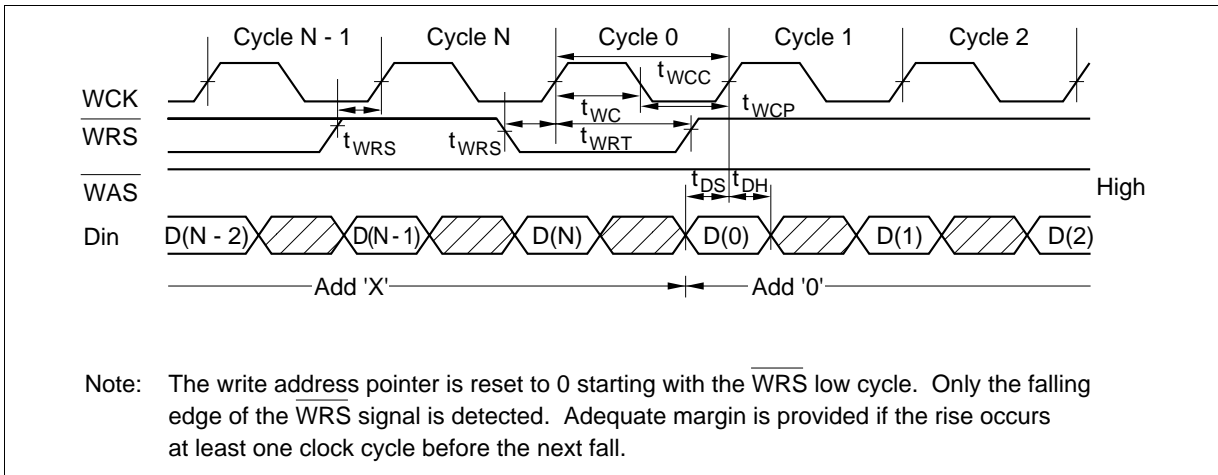 Cycle N - 1 Cycle N Cycle 0 Cycle 1 Cycle 2
tWCC
WCK
tWC tWCP
WRS
tWRS tWRS tWRT
WAS
tDS tDH
High
Din D(N - 2) D(N - 1) D(N) D(0) D(1) D(2)
Add 'X' Add '0'
Note: The write address pointer is reset to 0 starting with the WRS low cycle. Only the falling
edge of the WRS signal is detected. Adequate margin is provided if the rise occurs
at least one clock cycle before the next fall.